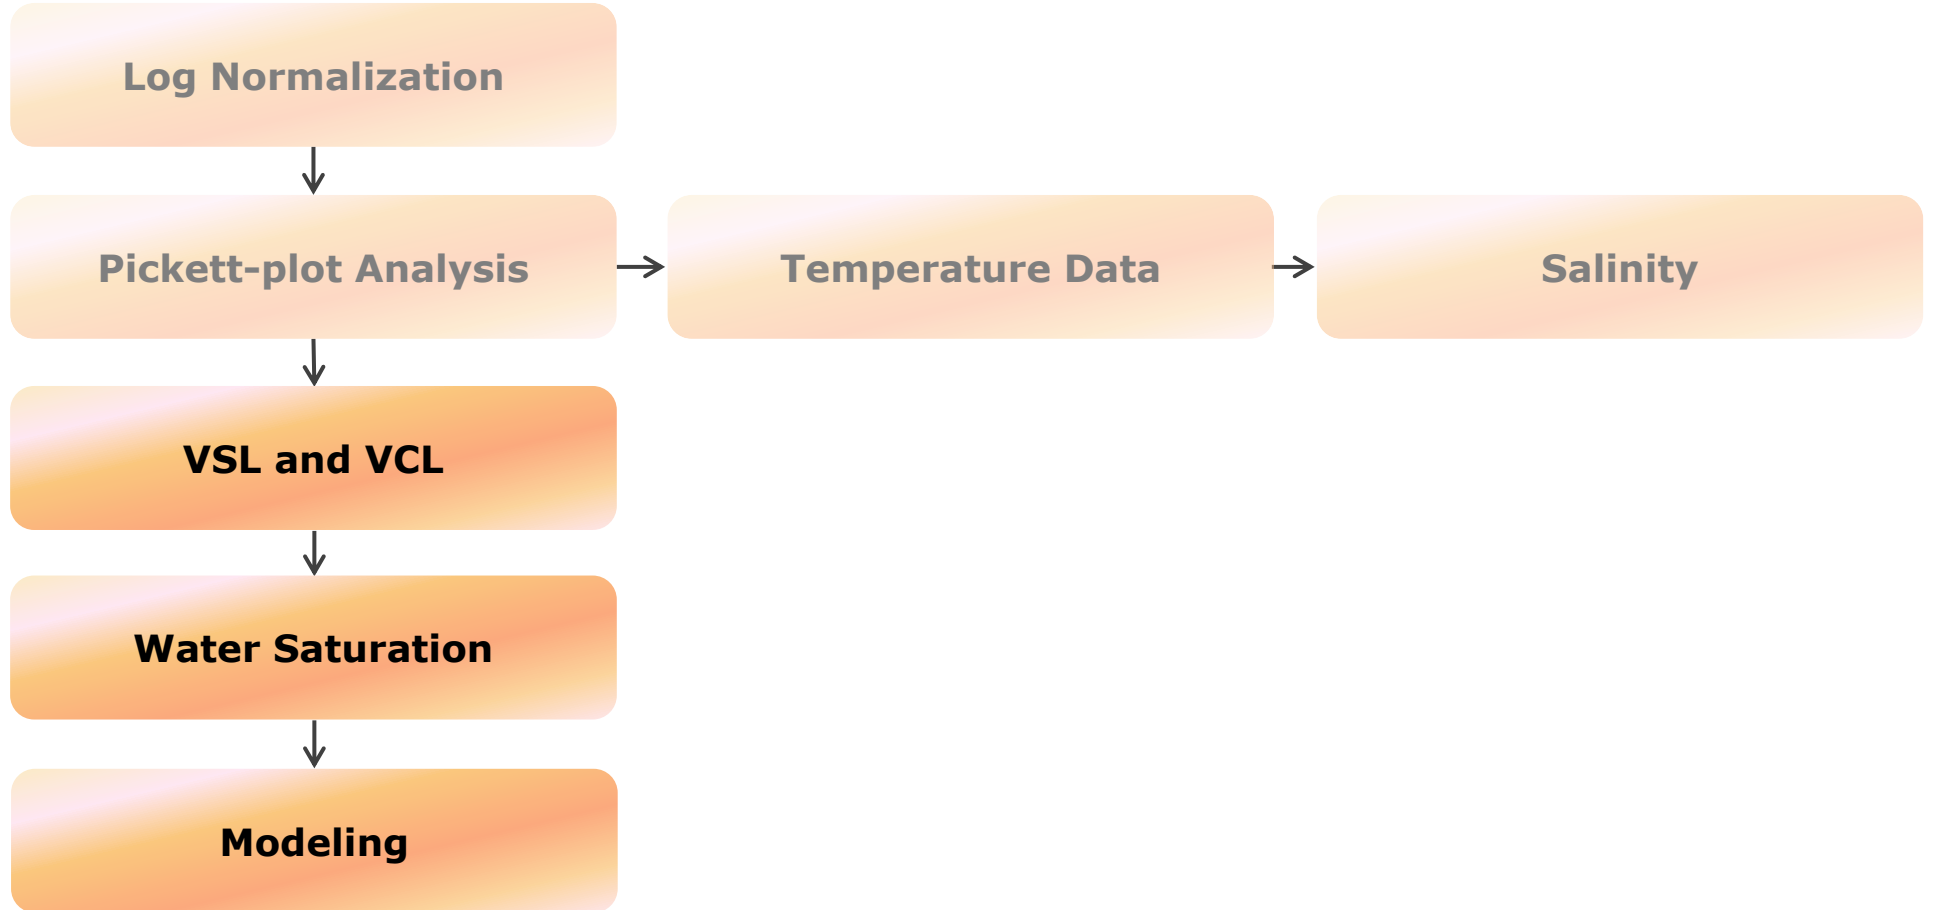 Log Normalization
Pickett-plot Analysis
Temperature Data
Salinity
VSL and VCL
Water Saturation
Modeling